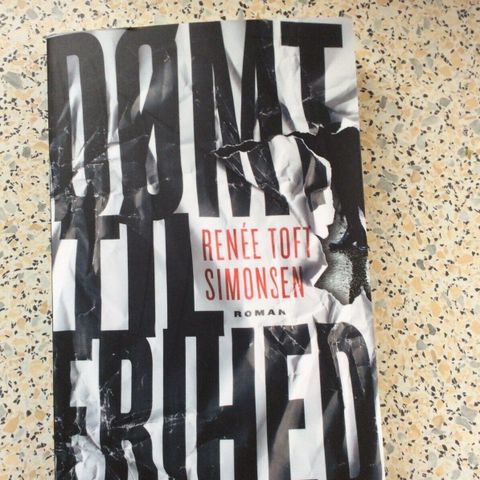 DØMT
TIL
RENÉE TOFT
SIMONSEN
ROMAN
FRIHED